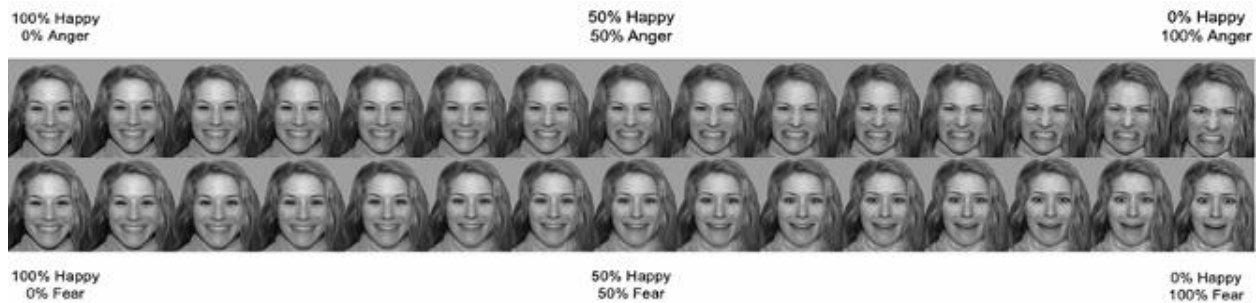 100% Happy
0% Anger
50% Happy
50% Anger
0% Happy
100% Anger
100% Happy
0% Fear
50% Happy
50% Fear
0% Happy
100% Fear